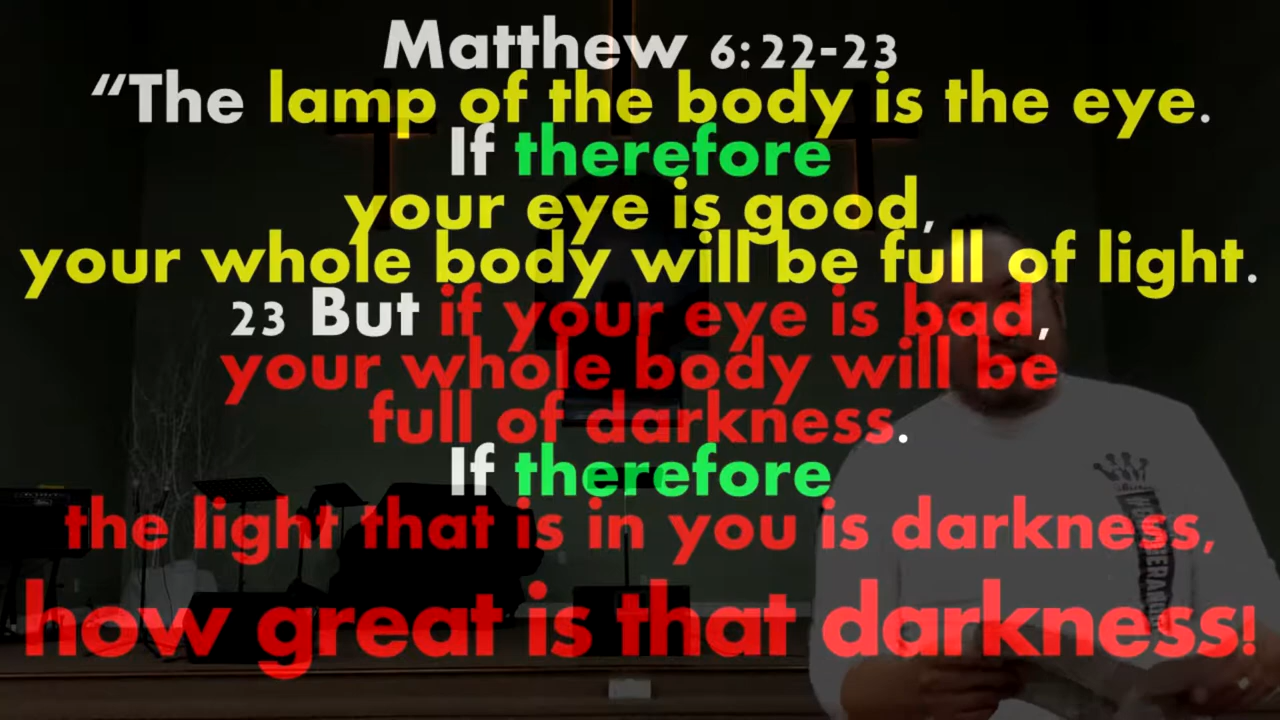 Matthew 6:22-23
“The lamp of the body is the eye.
If therefore
your eye is good,
your whole body will be full of light.
23 But if your eye is bad,
your whole body will be
full of darkness.
If therefore
the light that is in you is darkness,
how great is that darkness!